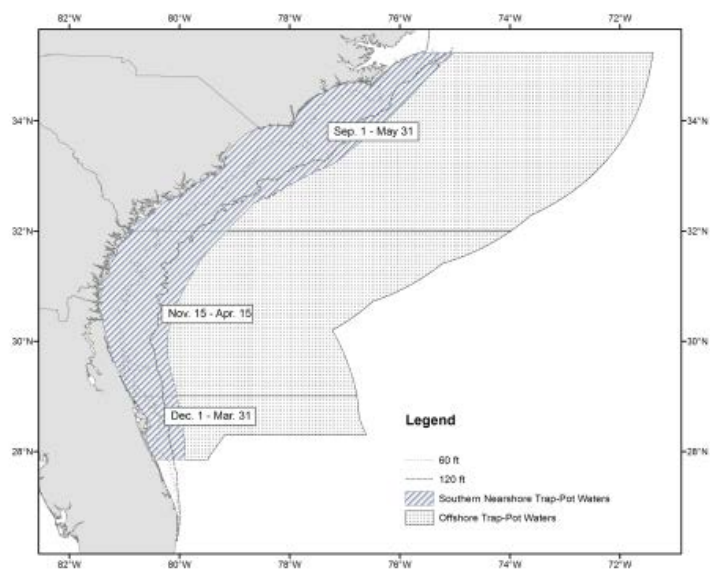 82°W 80°W 78°W 76°W 74°W 72°W
34°N Sep. 1 - May 31 34°N
32°N 32°N
Nov. 15 - Apr. 15
30°N 30°N
Dec. 1 - Mar. 31
Legend
28°N 28°N
60 ft
120 ft
Southern Nearshore Trap-Pot Waters
Offshore Trap-Pot Waters
82°W 80°W 78°W 76°W 74°W 72°W